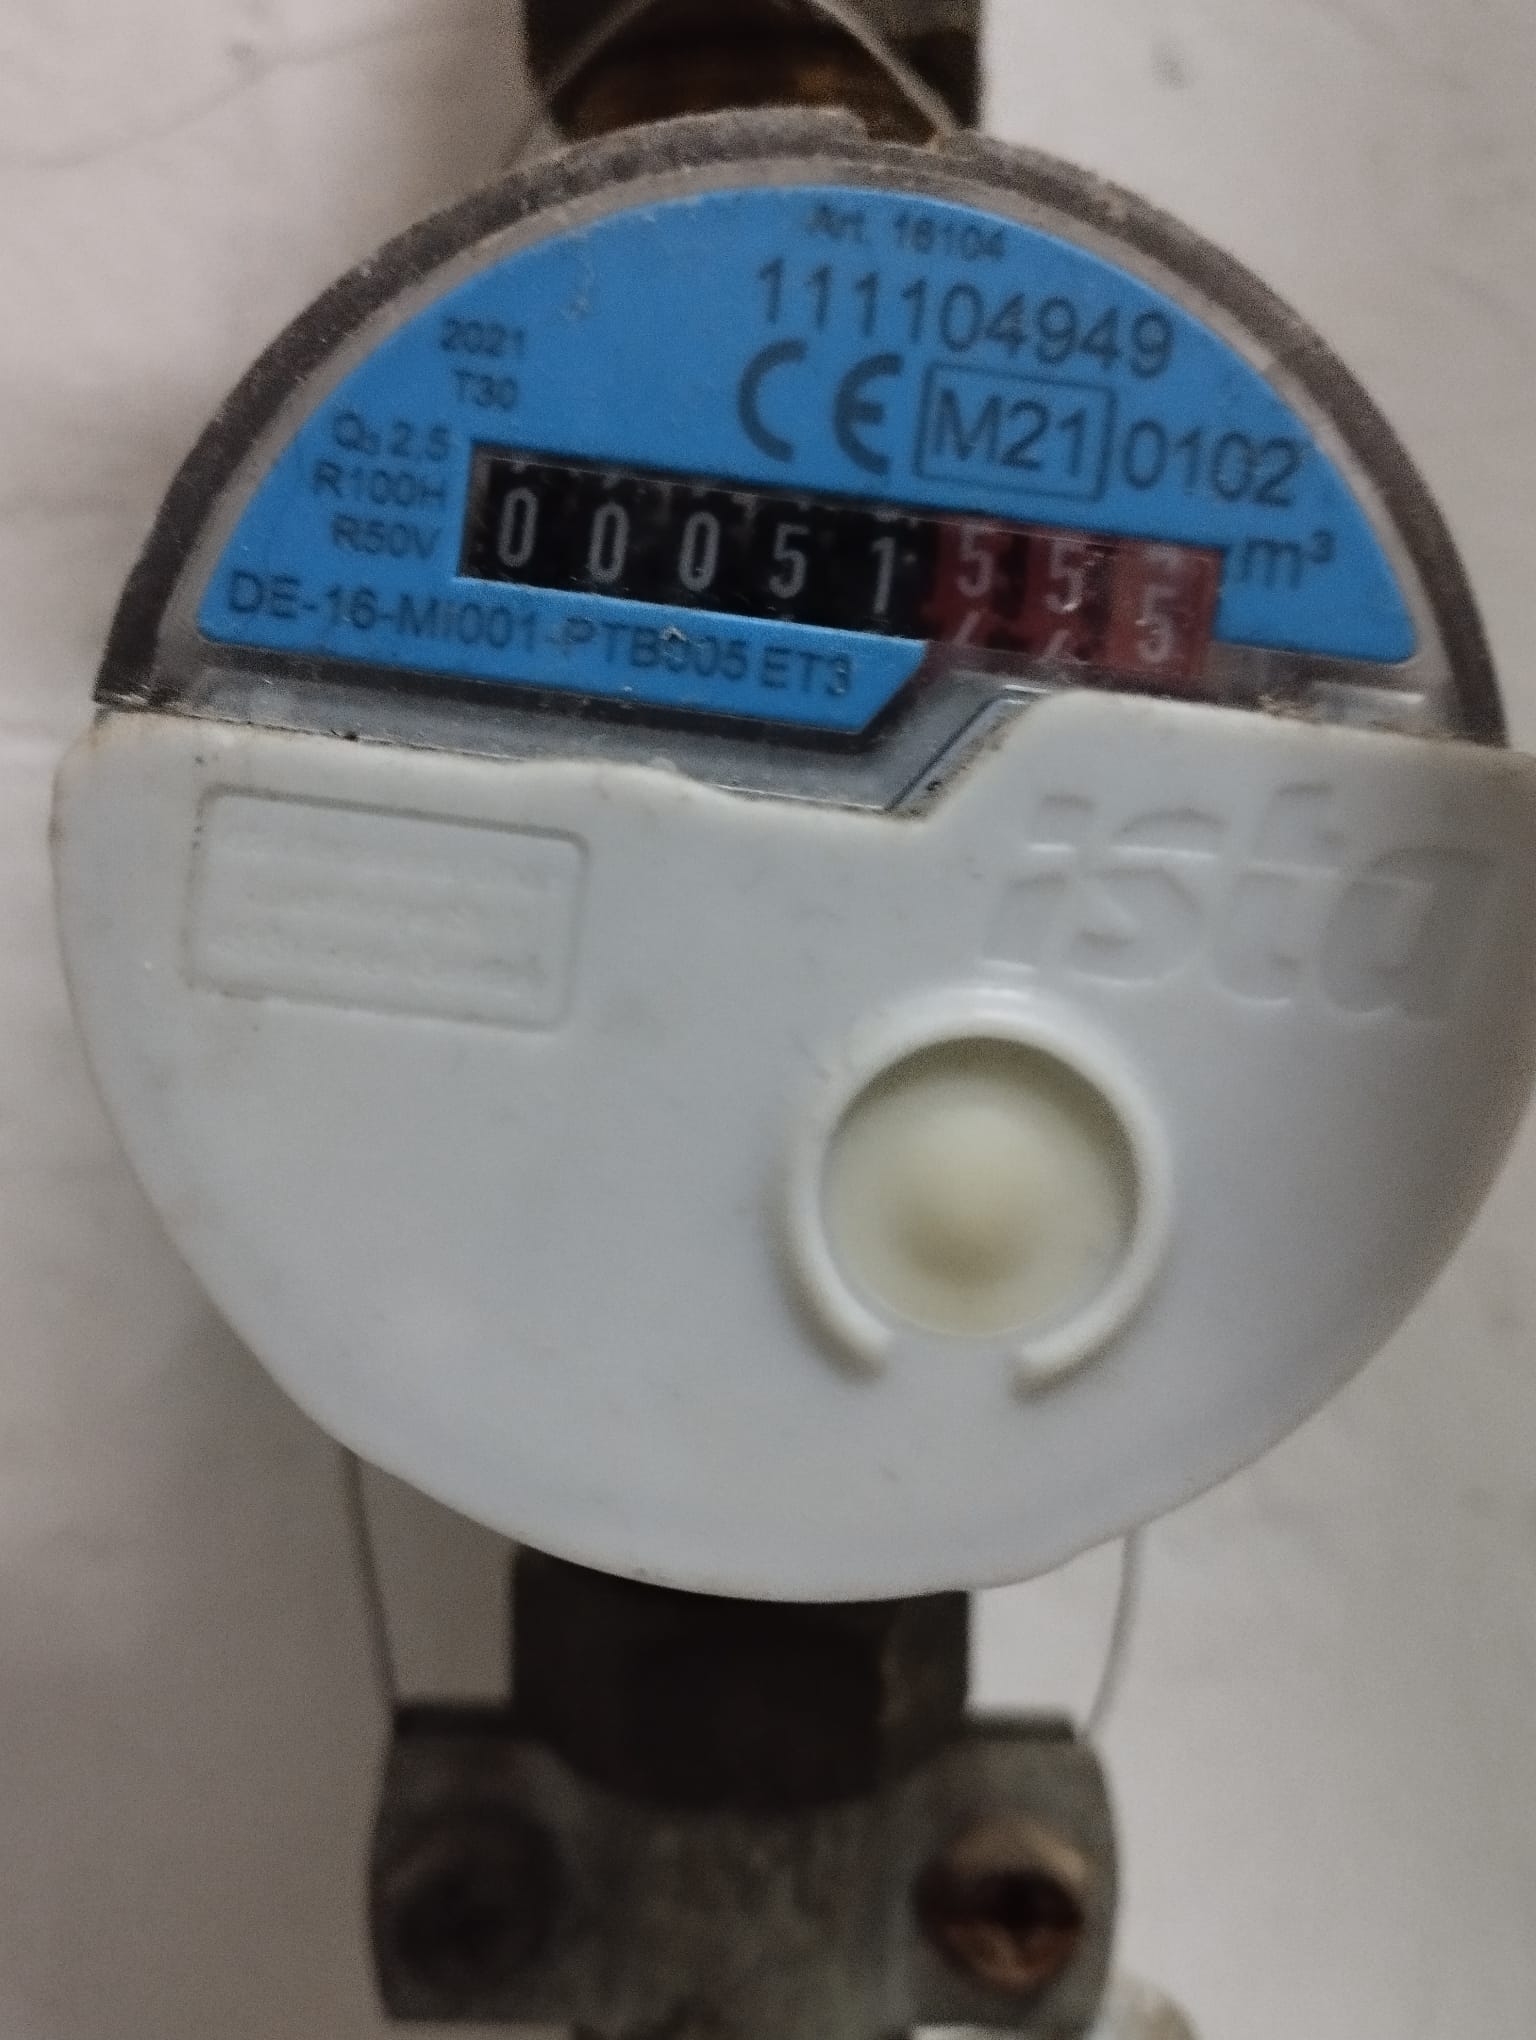 Art. 16104
111104949
2021
T30
CE M21 0102
Q₃ 2,5
R100H
R50V
00051555 m³
DE-16-MI001-PTB005 ET3
ista